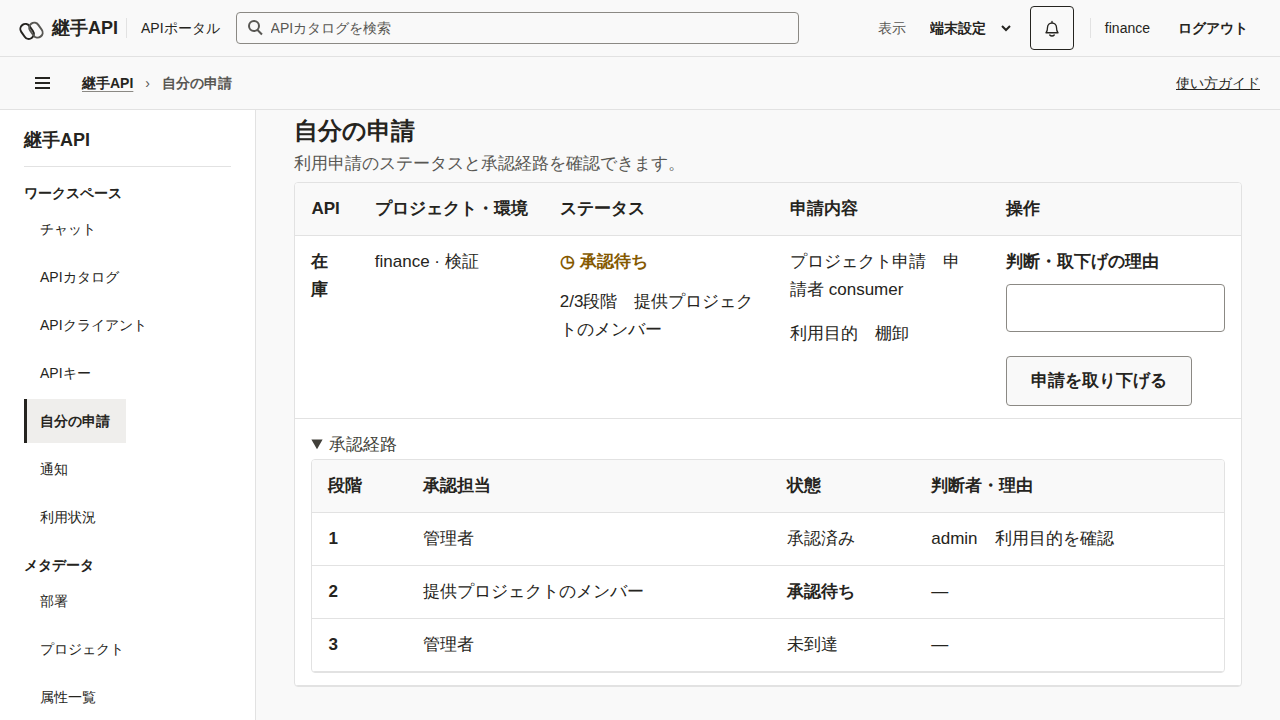 継手API
APIポータル
APIカタログを検索
表示
端末設定
finance
ログアウト
継手API › 自分の申請
使い方ガイド
継手API
ワークスペース
チャット
APIカタログ
APIクライアント
APIキー
自分の申請
通知
利用状況
メタデータ
部署
プロジェクト
属性一覧
自分の申請
利用申請のステータスと承認経路を確認できます。
API プロジェクト・環境 ステータス 申請内容 操作
在
庫
finance · 検証
承認待ち
2/3段階　提供プロジェク
トのメンバー
プロジェクト申請　申
請者 consumer
利用目的　棚卸
判断・取下げの理由
申請を取り下げる
▼ 承認経路
段階 承認担当 状態 判断者・理由
1 管理者 承認済み admin　利用目的を確認
2 提供プロジェクトのメンバー 承認待ち —
3 管理者 未到達 —